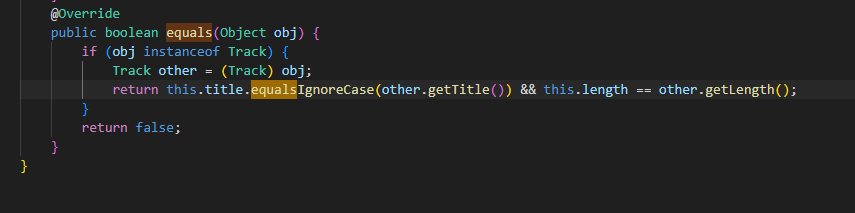 @Override
public boolean equals(Object obj) {
if (obj instanceof Track) {
Track other = (Track) obj;
return this.title.equalsIgnoreCase(other.getTitle()) && this.length == other.getLength();
}
return false;
}
}